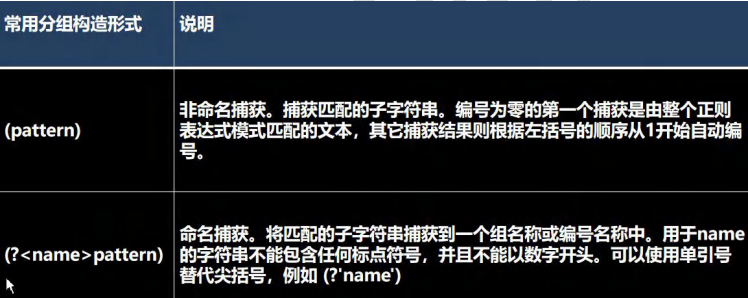 常用分组构造形式
说明
(pattern)
非命名捕获。捕获匹配的子字符串。编号为零的第一个捕获是由整个正则
表达式模式匹配的文本，其它捕获结果则根据左括号的顺序从1开始自动编
号。
(?<name>pattern)
命名捕获。将匹配的子字符串捕获到一个组名称或编号名称中。用于name
的字符串不能包含任何标点符号，并且不能以数字开头。可以使用单引号
替代尖括号，例如 (?'name')